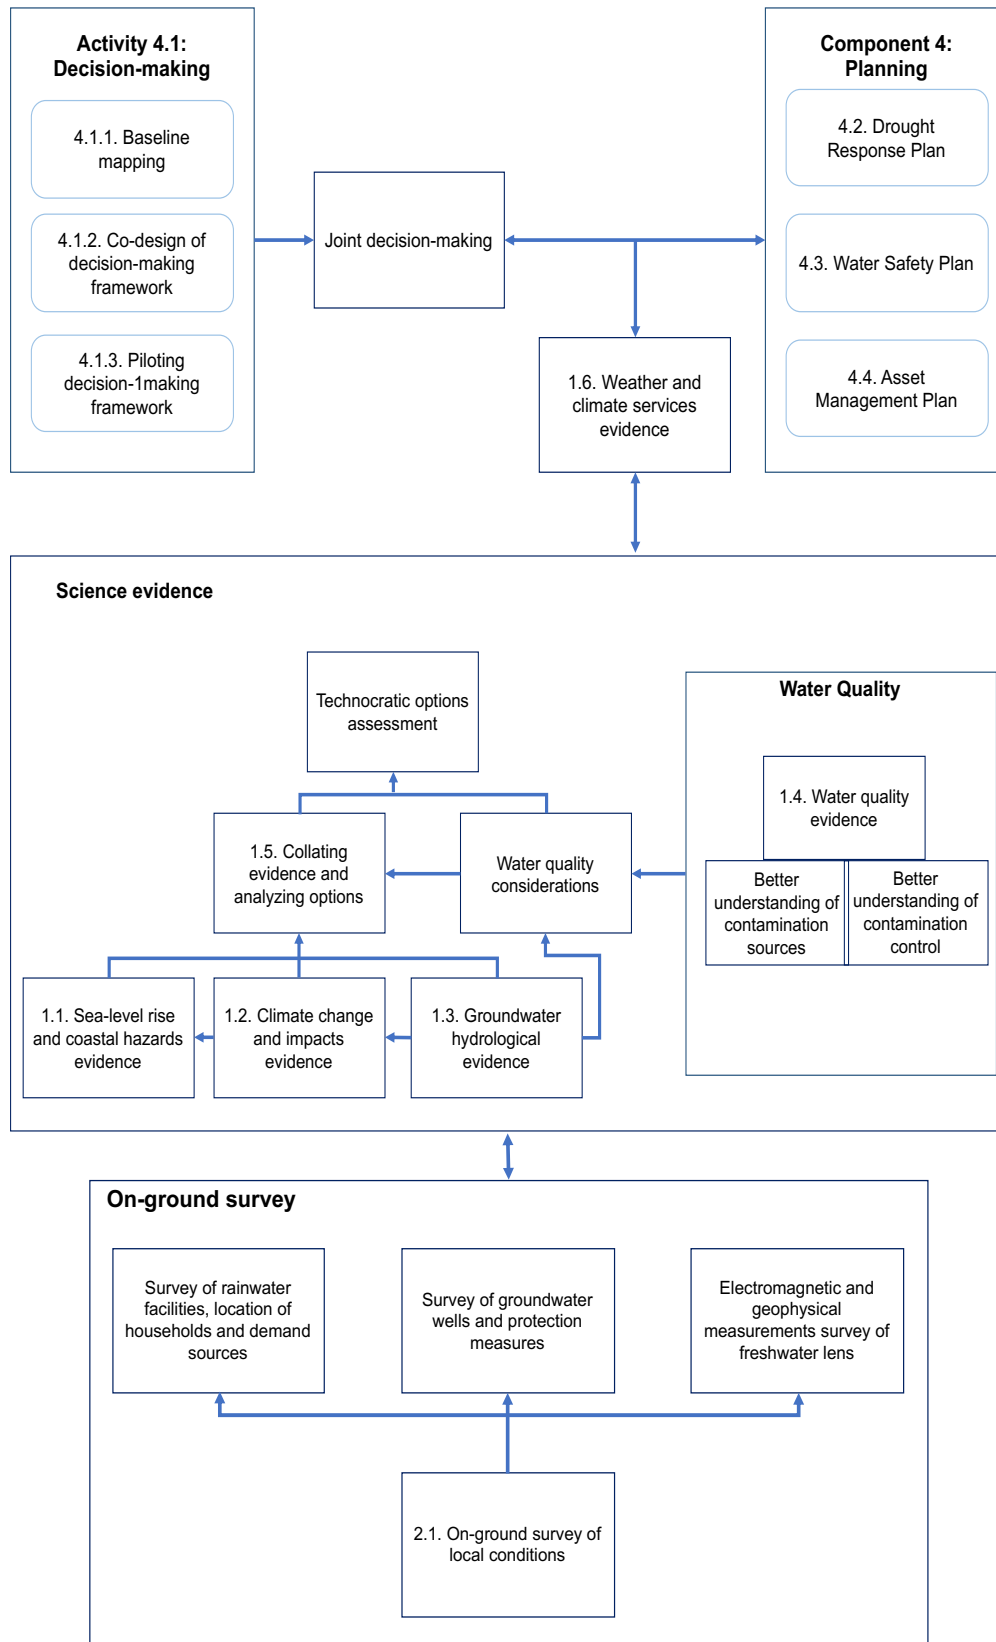 Activity 4.1:
Decision-making
4.1.1. Baseline
mapping
4.1.2. Co-design of
decision-making
framework
4.1.3. Piloting
decision-1making
framework
Joint decision-making
Component 4:
Planning
4.2. Drought
Response Plan
4.3. Water Safety Plan
4.4. Asset
Management Plan
1.6. Weather and
climate services
evidence
Science evidence
Technocratic options
assessment
Water Quality
1.4. Water quality
evidence
Better
understanding of
contamination
sources
Better
understanding of
contamination
control
1.5. Collating
evidence and
analyzing options
Water quality
considerations
1.1. Sea-level rise
and coastal hazards
evidence
1.2. Climate change
and impacts
evidence
1.3. Groundwater
hydrological
evidence
On-ground survey
Survey of rainwater
facilities, location of
households and demand
sources
Survey of groundwater
wells and protection
measures
Electromagnetic and
geophysical
measurements survey of
freshwater lens
2.1. On-ground survey of
local conditions